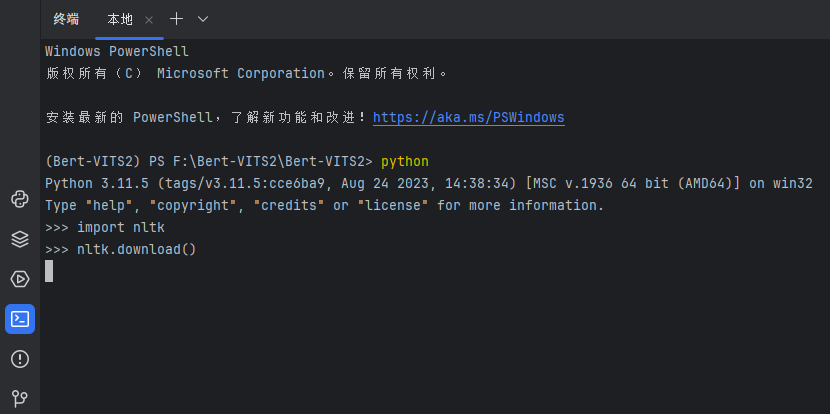 终端 本地
Windows PowerShell
版权所有（C） Microsoft Corporation。保留所有权利。
安装最新的 PowerShell，了解新功能和改进！https://aka.ms/PSWindows
(Bert-VITS2) PS F:\Bert-VITS2\Bert-VITS2> python
Python 3.11.5 (tags/v3.11.5:cce6ba9, Aug 24 2023, 14:38:34) [MSC v.1936 64 bit (AMD64)] on win32
Type "help", "copyright", "credits" or "license" for more information.
>>> import nltk
>>> nltk.download()